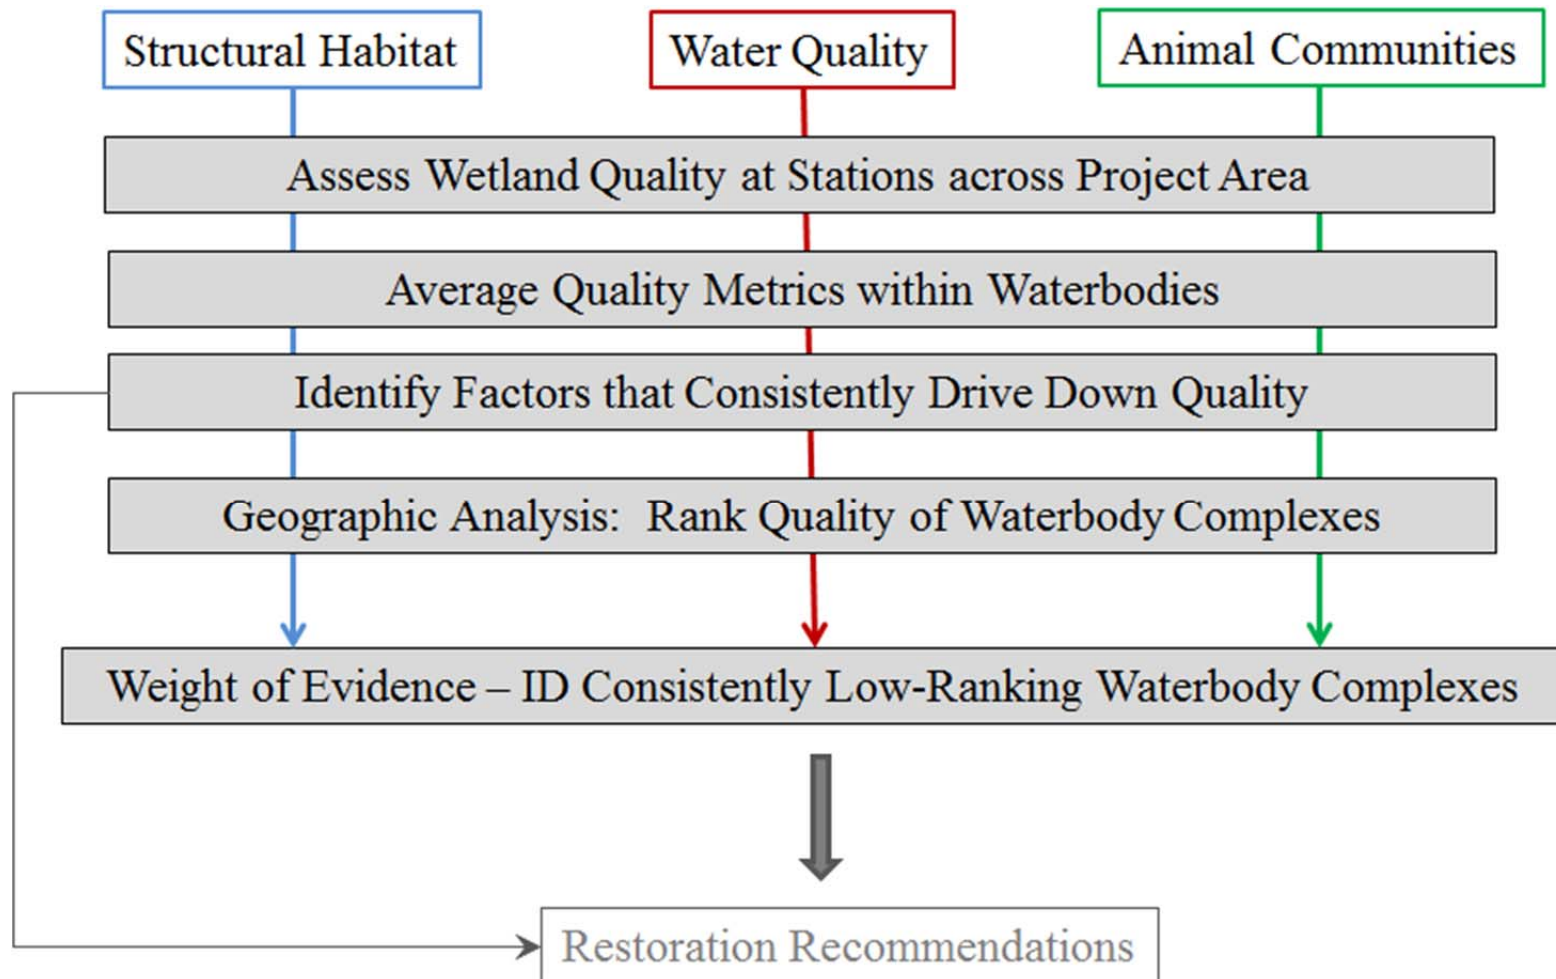 Structural Habitat
Water Quality
Animal Communities
Assess Wetland Quality at Stations across Project Area
Average Quality Metrics within Waterbodies
Identify Factors that Consistently Drive Down Quality
Geographic Analysis:  Rank Quality of Waterbody Complexes
Weight of Evidence – ID Consistently Low-Ranking Waterbody Complexes
Restoration Recommendations